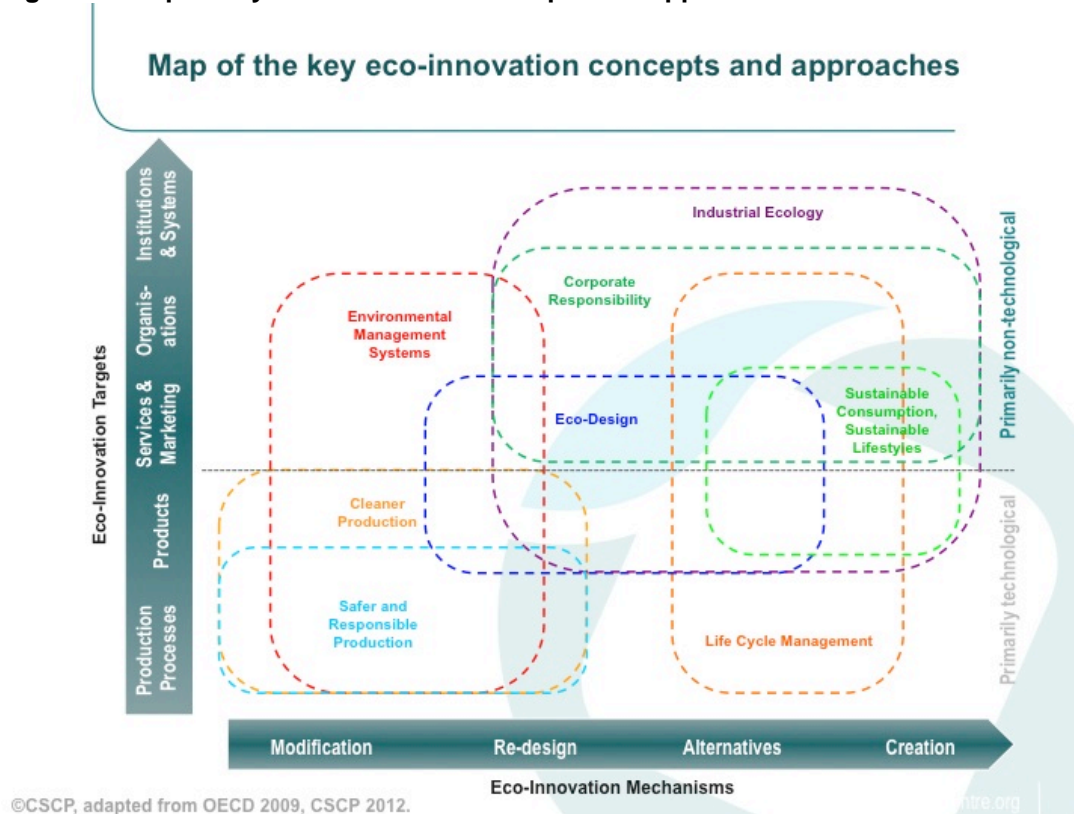 Map of the key eco-innovation concepts and approaches
Institutions
& Systems
Organis-
ations
Services &
Marketing
Products
Production
Processes
Eco-Innovation Targets
Industrial Ecology
Corporate
Responsibility
Environmental
Management
Systems
Sustainable
Consumption,
Sustainable
Lifestyles
Eco-Design
Cleaner
Production
Safer and
Responsible
Production
Life Cycle Management
Primarily non-technological
Primarily technological
Modification
Re-design
Alternatives
Creation
Eco-Innovation Mechanisms
©CSCP, adapted from OECD 2009, CSCP 2012.
ntre.org